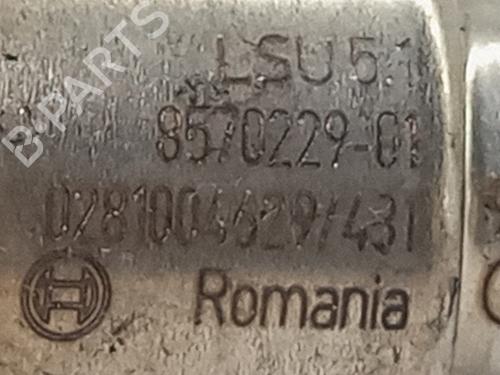 LSU 5.1
8570229-01
0281004629/431
Romania
B-PARTS